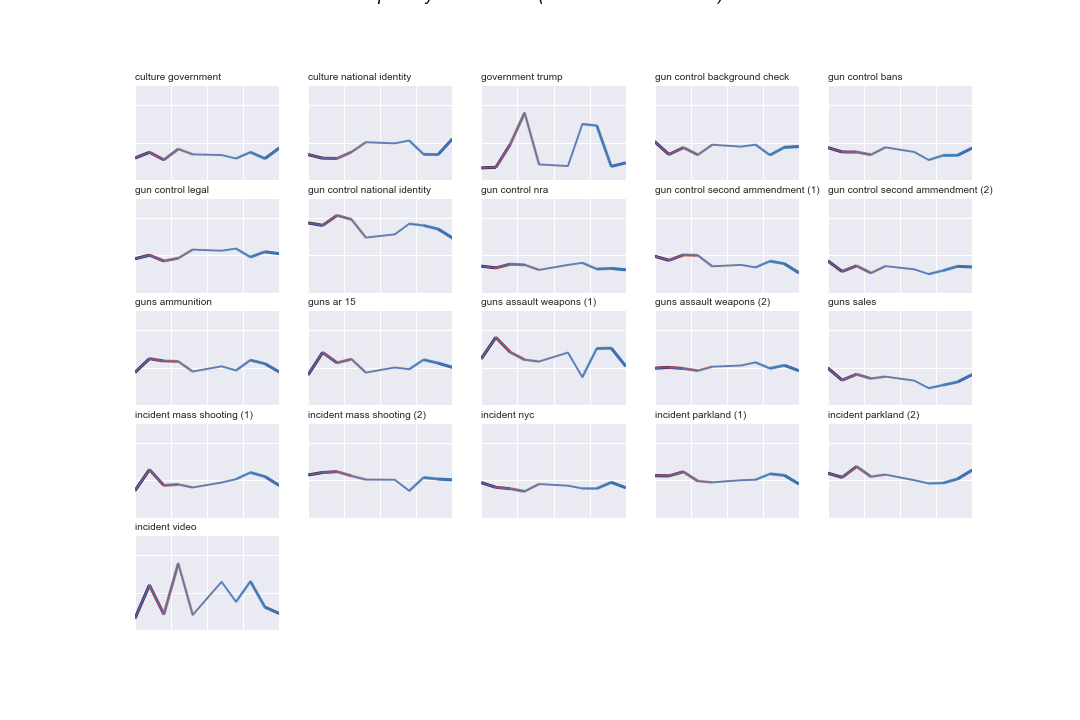 culture government
culture national identity
government trump
gun control background check
gun control bans
gun control legal
gun control national identity
gun control nra
gun control second ammendment (1)
gun control second ammendment (2)
guns ammunition
guns ar 15
guns assault weapons (1)
guns assault weapons (2)
guns sales
incident mass shooting (1)
incident mass shooting (2)
incident nyc
incident parkland (1)
incident parkland (2)
incident video